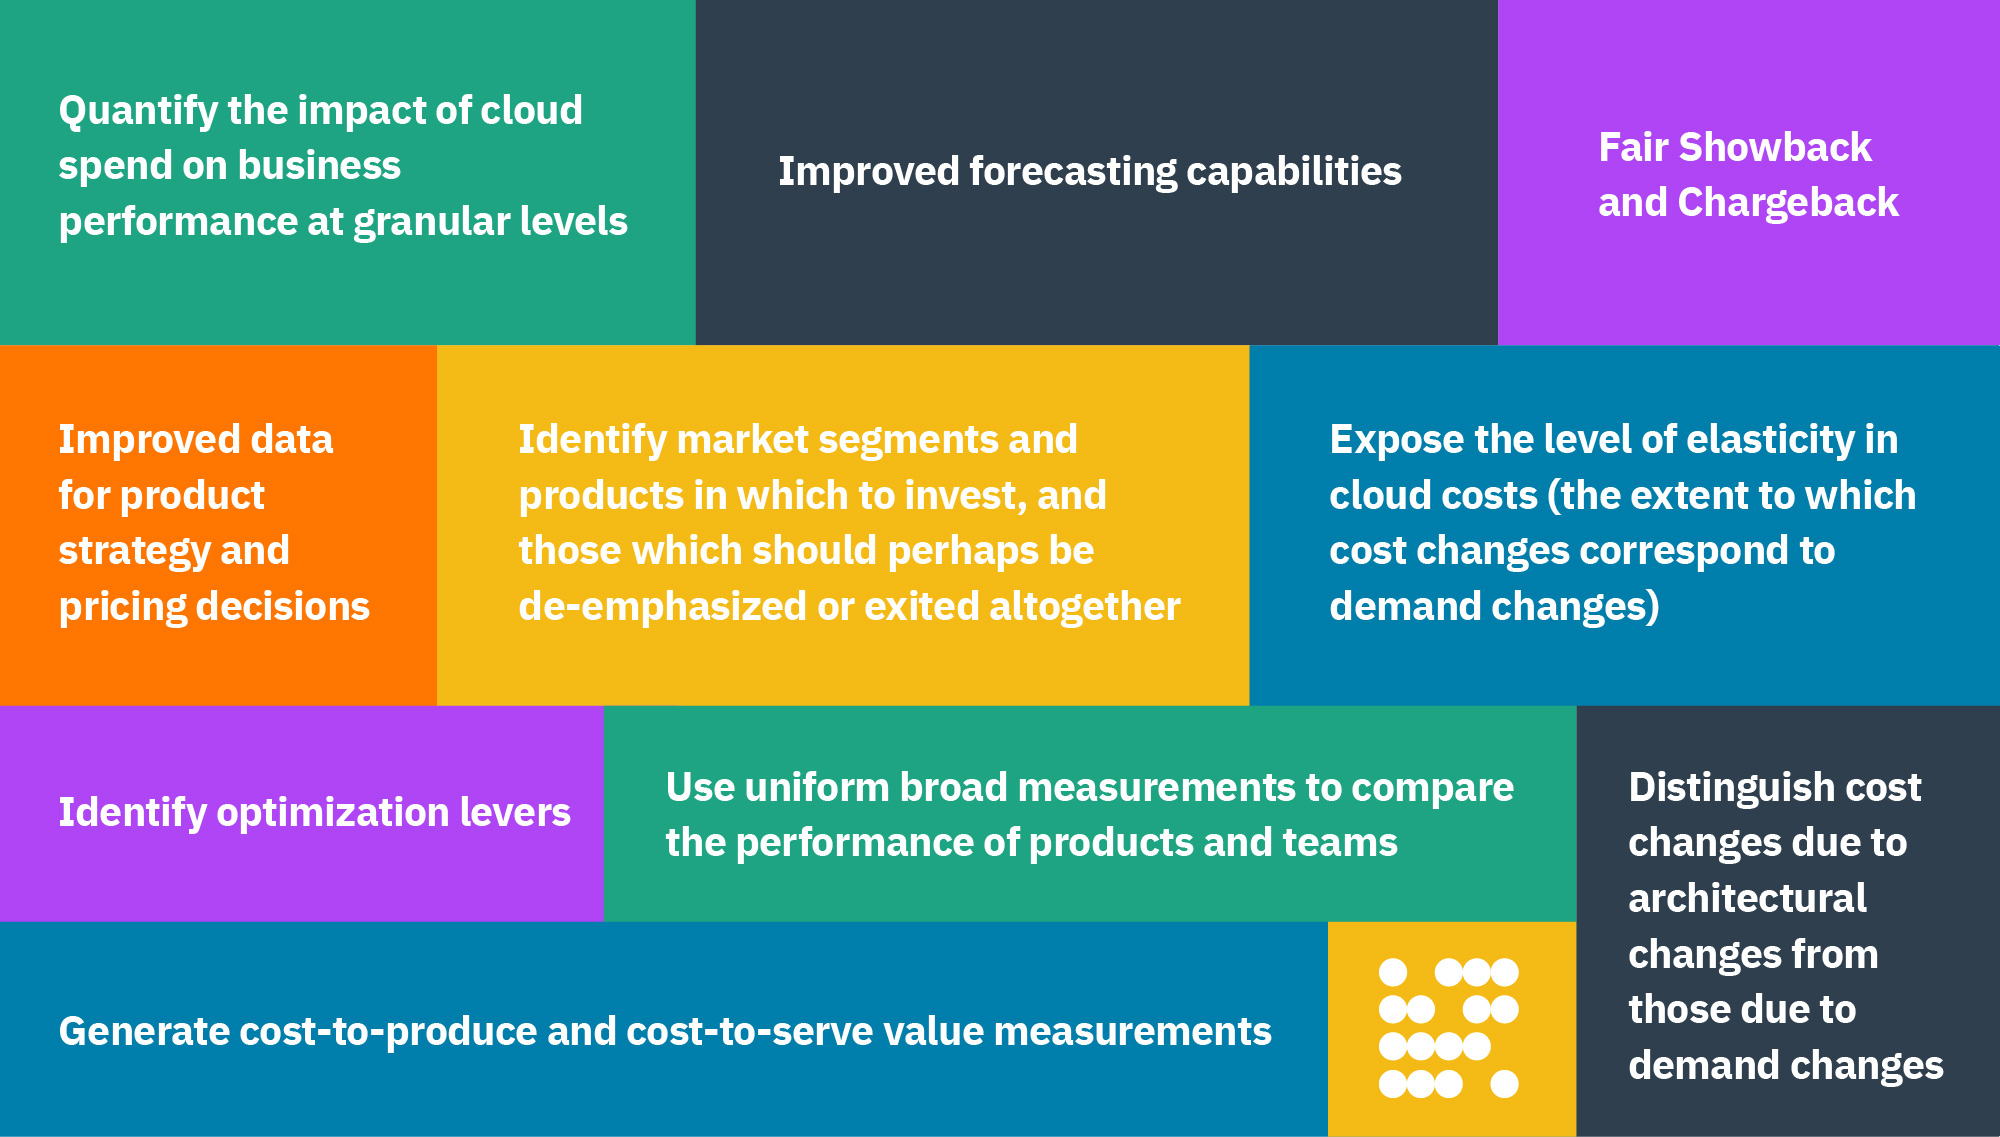 Quantify the impact of cloud
spend on business
performance at granular levels
Improved forecasting capabilities
Fair Showback
and Chargeback
Improved data
for product
strategy and
pricing decisions
Identify market segments and
products in which to invest, and
those which should perhaps be
de-emphasized or exited altogether
Expose the level of elasticity in
cloud costs (the extent to which
cost changes correspond to
demand changes)
Identify optimization levers
Use uniform broad measurements to compare
the performance of products and teams
Distinguish cost
changes due to
architectural
changes from
those due to
demand changes
Generate cost-to-produce and cost-to-serve value measurements